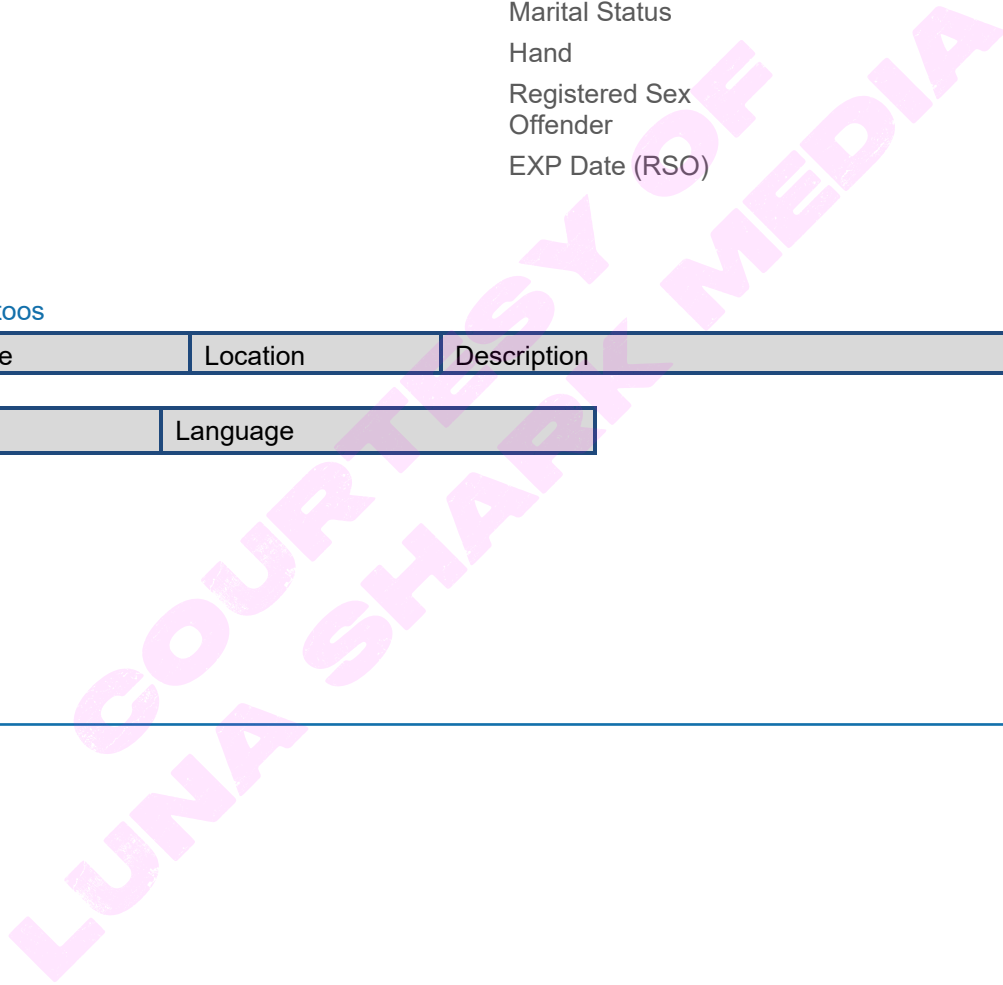 Marital Status
Hand
Registered Sex
Offender
EXP Date (RSO)
toos
e Location Description
Language
COURTESY OF
LUNA SHARK MEDIA